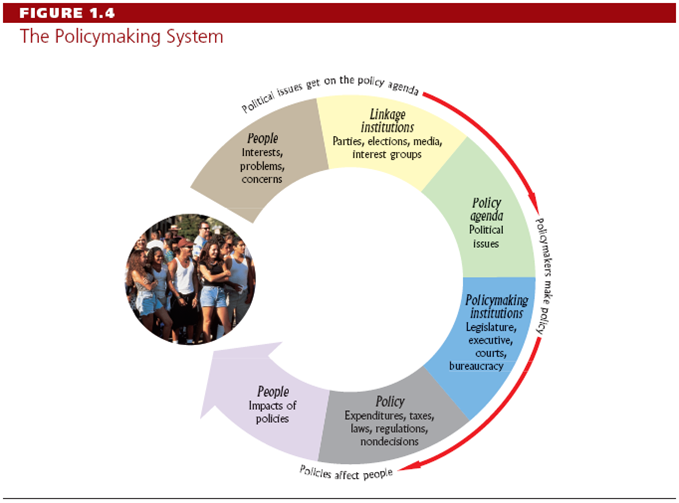 FIGURE 1.4
The Policymaking System
Political issues get on the policy agenda
People
Interests,
problems,
concerns
Linkage
institutions
Parties, elections, media,
interest groups
Policy
agenda
Political
issues
Policymakers make policy
Policymaking
institutions
Legislature,
executive,
courts,
bureaucracy
Policy
Expenditures, taxes,
laws, regulations,
nondecisions
People
Impacts of
policies
Policies affect people